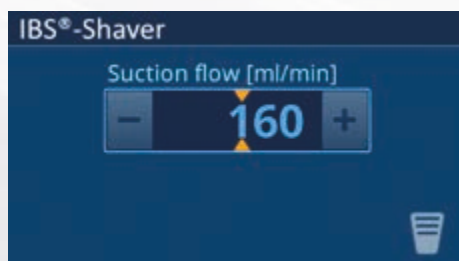 IBS®-Shaver
Suction flow [ml/min]
− 160 +